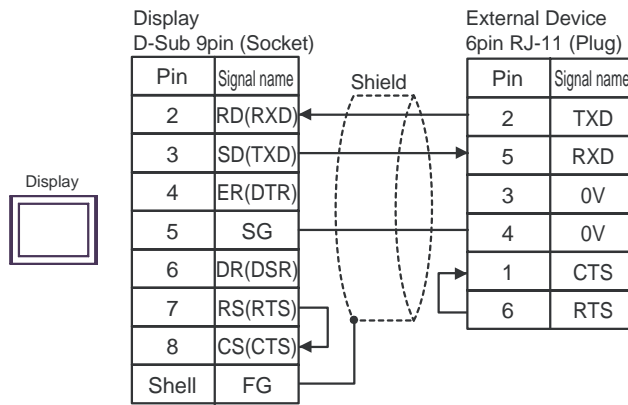 Display
D-Sub 9pin (Socket)
External Device
6pin RJ-11 (Plug)
Pin Signal name
Shield
Pin Signal name
2 RD(RXD)
2 TXD
3 SD(TXD)
5 RXD
4 ER(DTR)
3 0V
Display
5 SG
4 0V
6 DR(DSR)
1 CTS
7 RS(RTS)
6 RTS
8 CS(CTS)
Shell FG